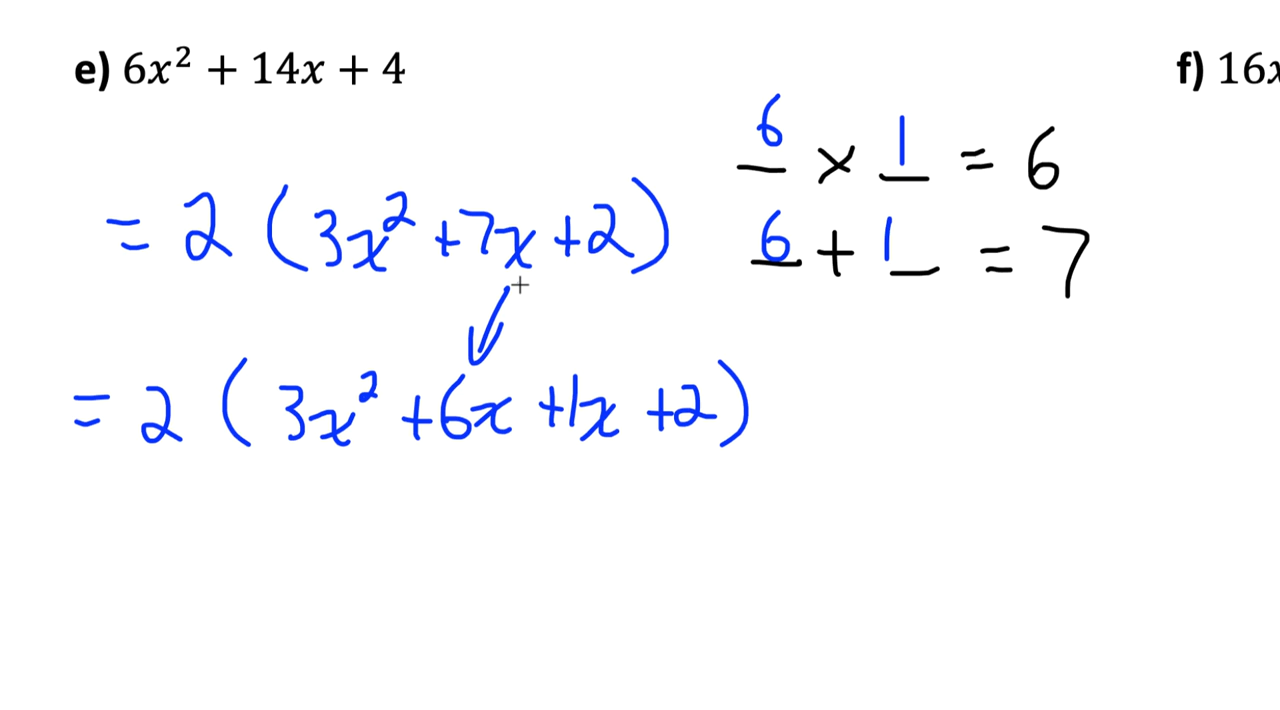 e) 6x² + 14x + 4
f) 16x
6 × 1 = 6
= 2 (3x² +7x +2)
6 + 1 = 7
= 2 (3x² +6x +1x +2)